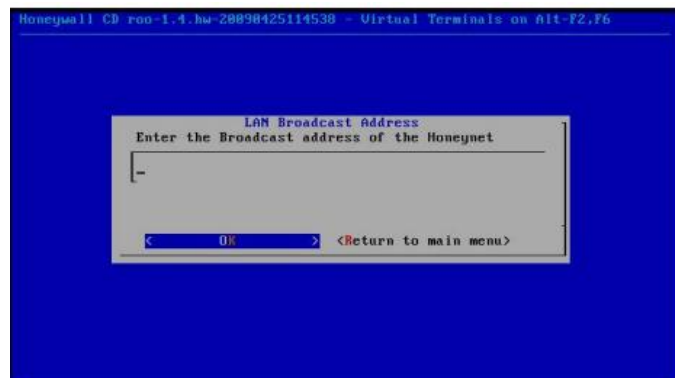 Honeywall CD roo-1.4.hw-20090425114538 - Virtual Terminals on Alt-F2,F6
LAN Broadcast Address
Enter the Broadcast address of the Honeynet
< OK > <Return to main menu>